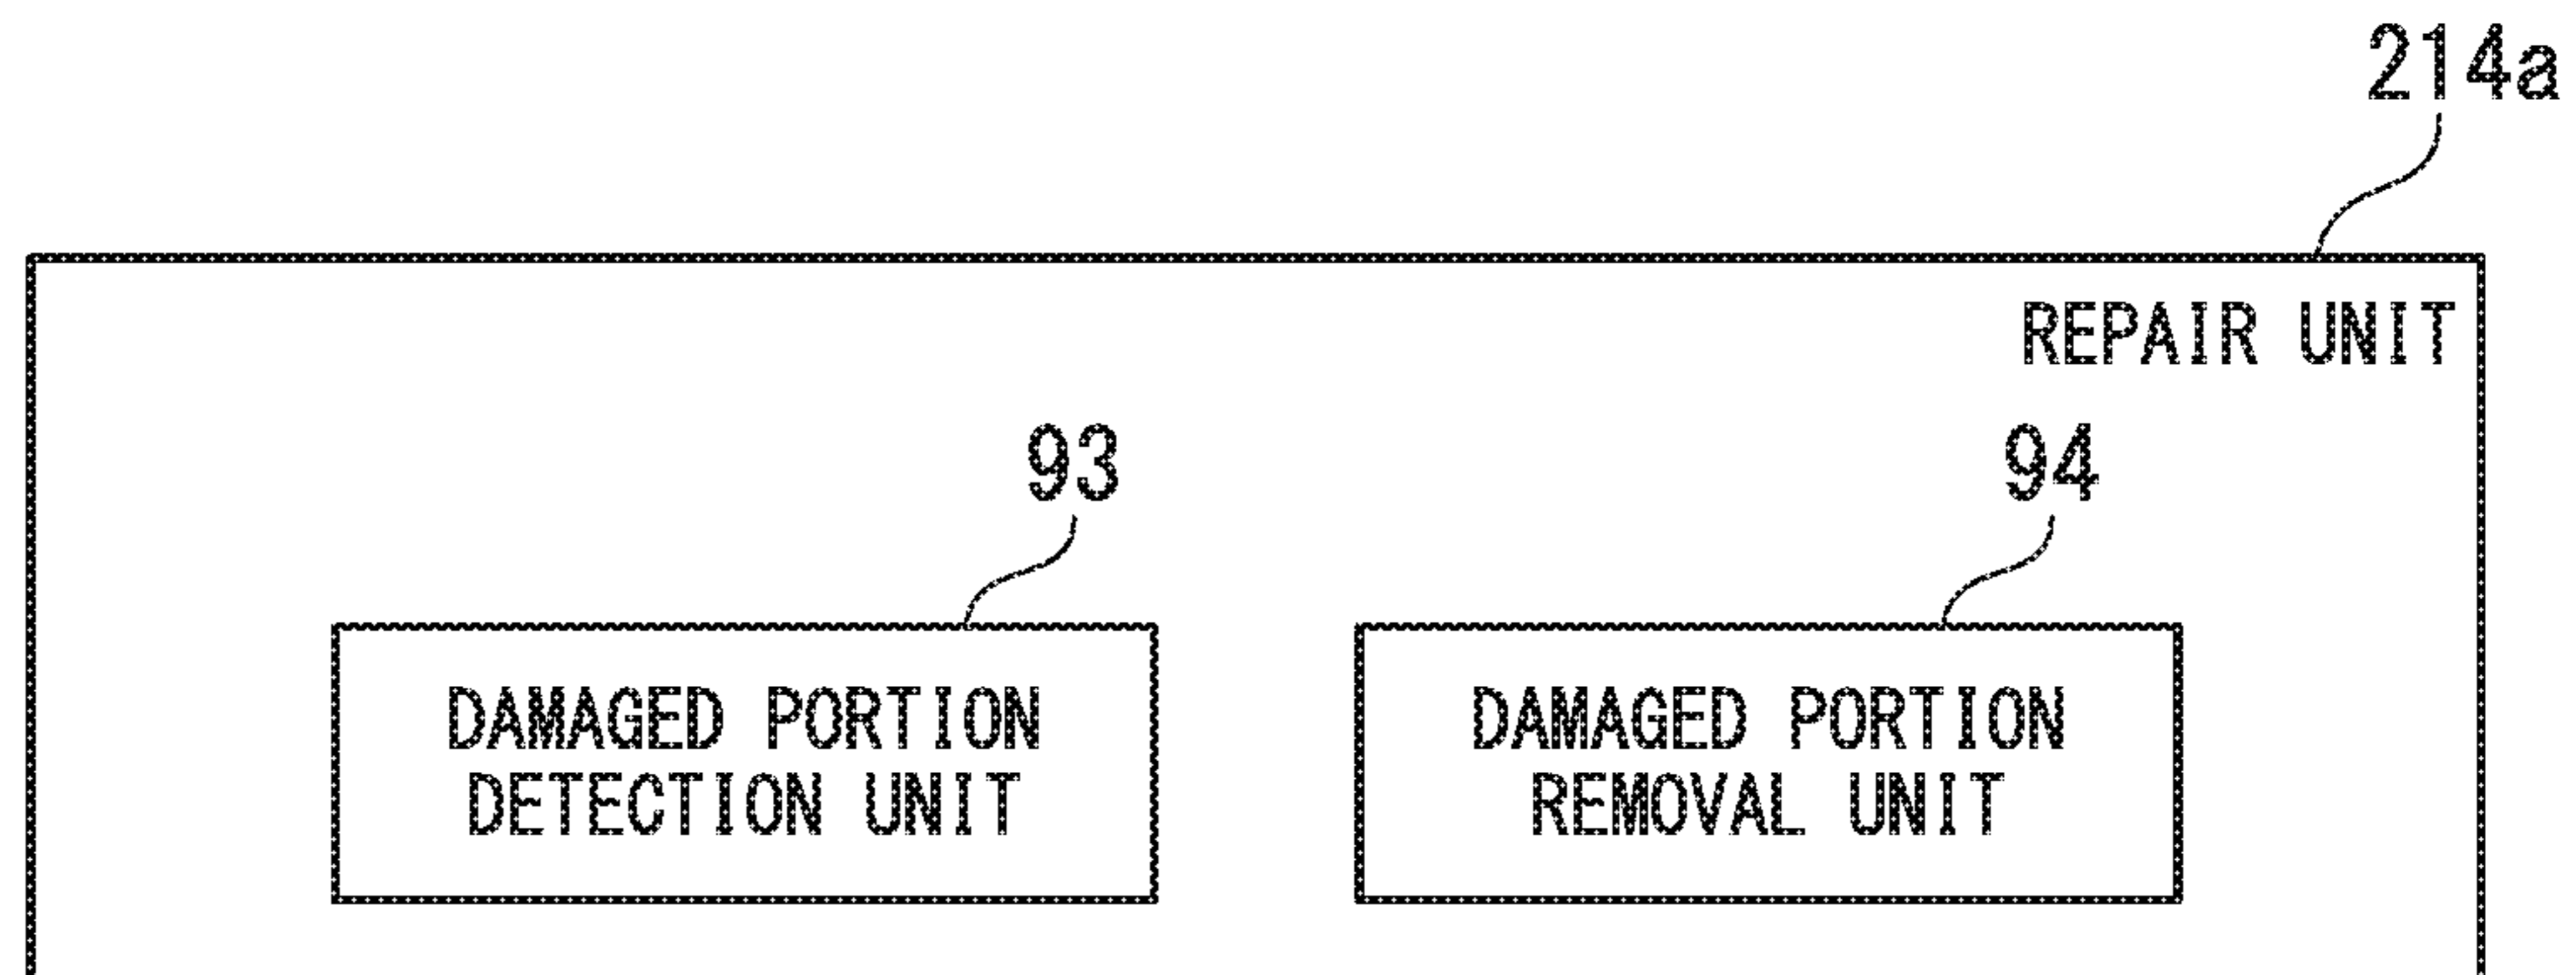 214a
REPAIR UNIT
93
94
DAMAGED PORTION
DETECTION UNIT
DAMAGED PORTION
REMOVAL UNIT